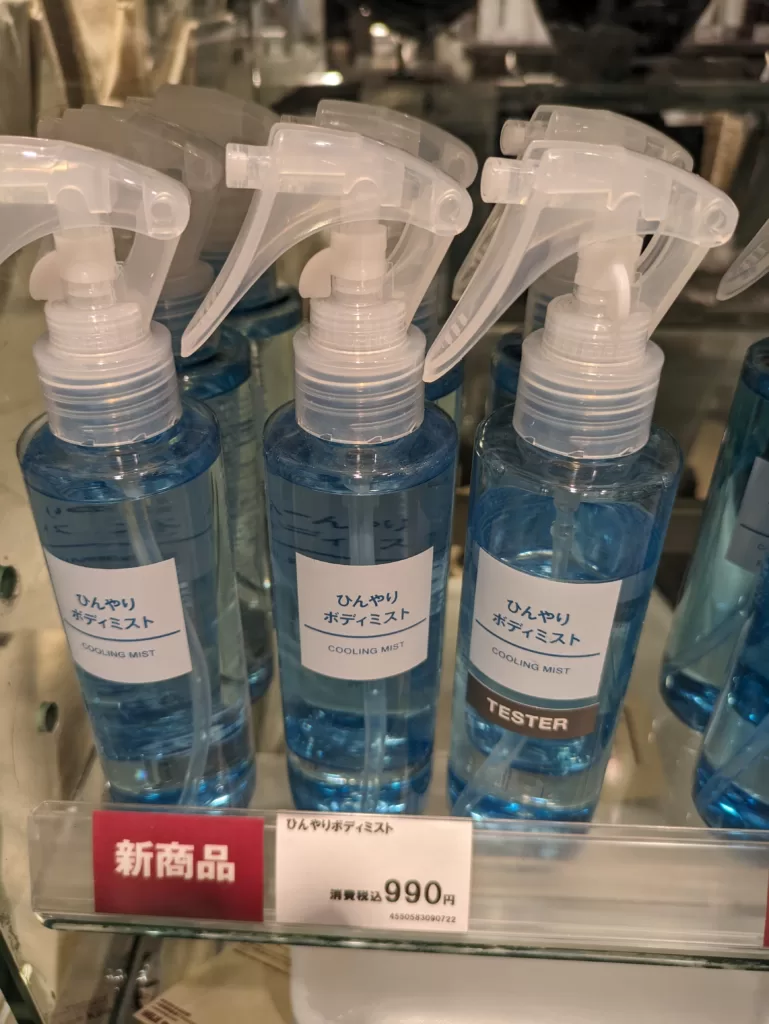 ひんやり
ボディミスト
COOLING MIST
ひんやり
ボディミスト
COOLING MIST
ひんやり
ボディミスト
COOLING MIST
TESTER
新商品
ひんやりボディミスト
消費税込990円
4550583090722